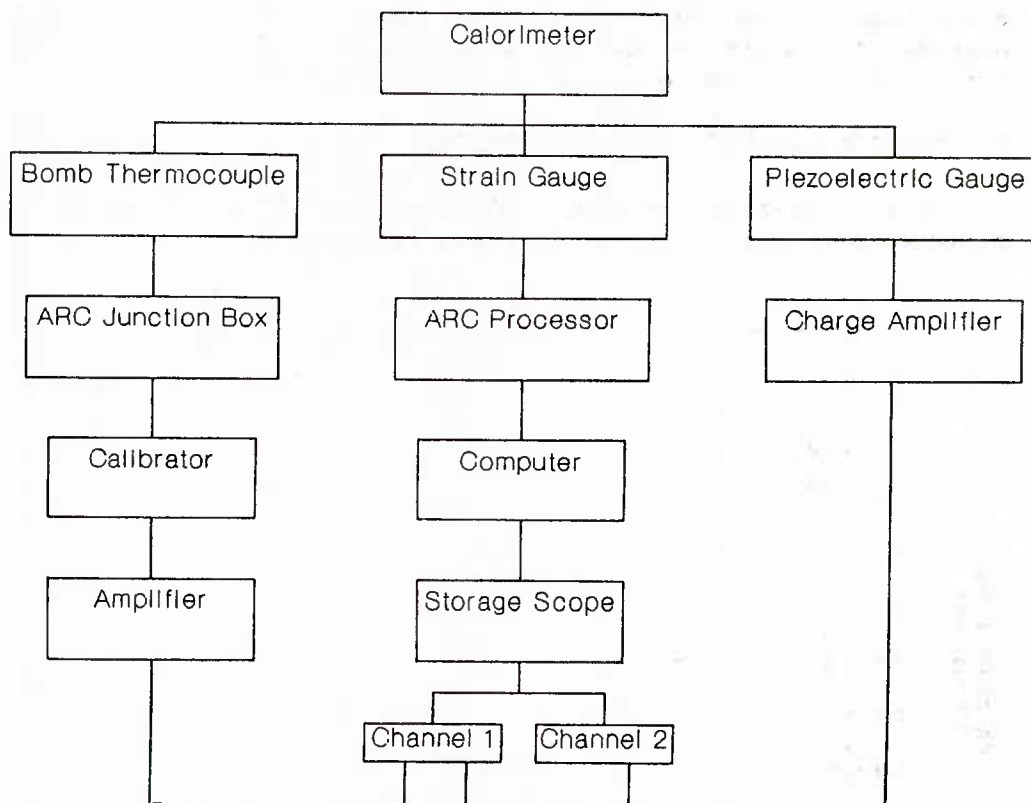 Calorimeter
Bomb Thermocouple
Strain Gauge
Piezoelectric Gauge
ARC Junction Box
ARC Processor
Charge Amplifier
Calibrator
Computer
Amplifier
Storage Scope
Channel 1
Channel 2